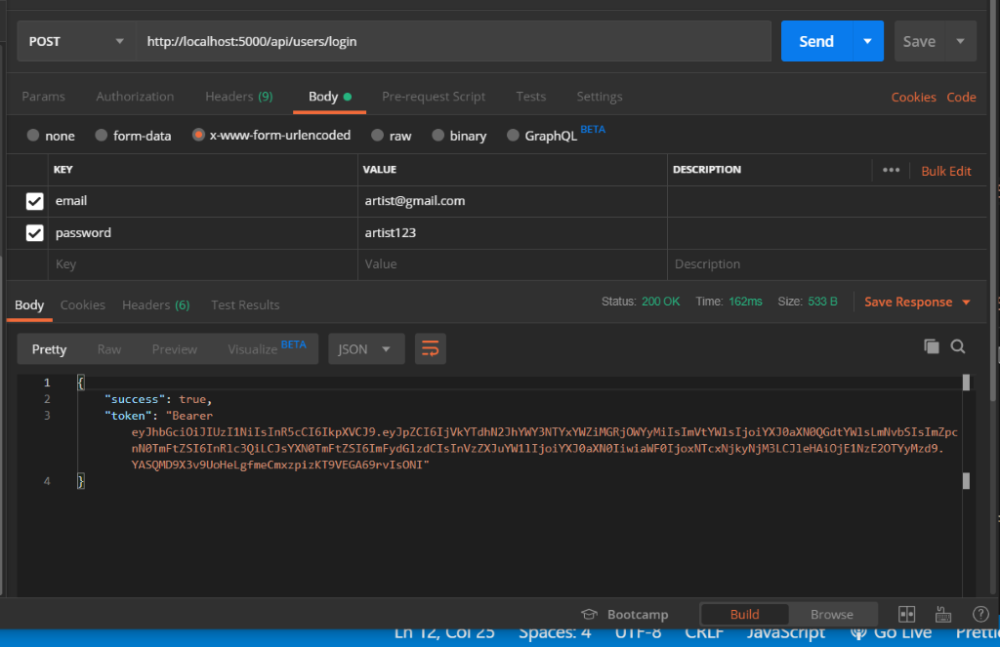 POST http://localhost:5000/api/users/login Send Save
Params Authorization Headers (9) Body Pre-request Script Tests Settings Cookies Code
none form-data x-www-form-urlencoded raw binary GraphQL BETA
KEY VALUE DESCRIPTION ••• Bulk Edit
email artist@gmail.com
password artist123
Key Value Description
Body Cookies Headers (6) Test Results Status: 200 OK Time: 162ms Size: 533 B Save Response
Pretty Raw Preview Visualize BETA JSON
1 {
2 "success": true,
3 "token": "Bearer
eyJhbGciOiJIUzI1NiIsInR5cCI6IkpXVCJ9.eyJpZCI6IjVkYTdhN2JhYWY3NTYxYWZiMGRjOWYyMiIsImVtYWlsIjoiYXJ0aXN0QGdtYWlsLmNvbSIsImZpc
nN0TmFtZSI6InRlc3QiLCJsYXN0TmFtZSI6ImFydGlzdCIsInVzZXJuYW1lIjoiYXJ0aXN0IiwiaWF0IjoxNTcxNjkyNjM3LCJleHAiOjE1NzE2OTYyMzd9.
YASQMD9X3v9UoHeLgfmeCmxzpizKT9VEGA69rvIsONI"
4 }
Bootcamp Build Browse
Ln 12, Col 25 Spaces: 4 UTF-8 CRLF JavaScript Go Live